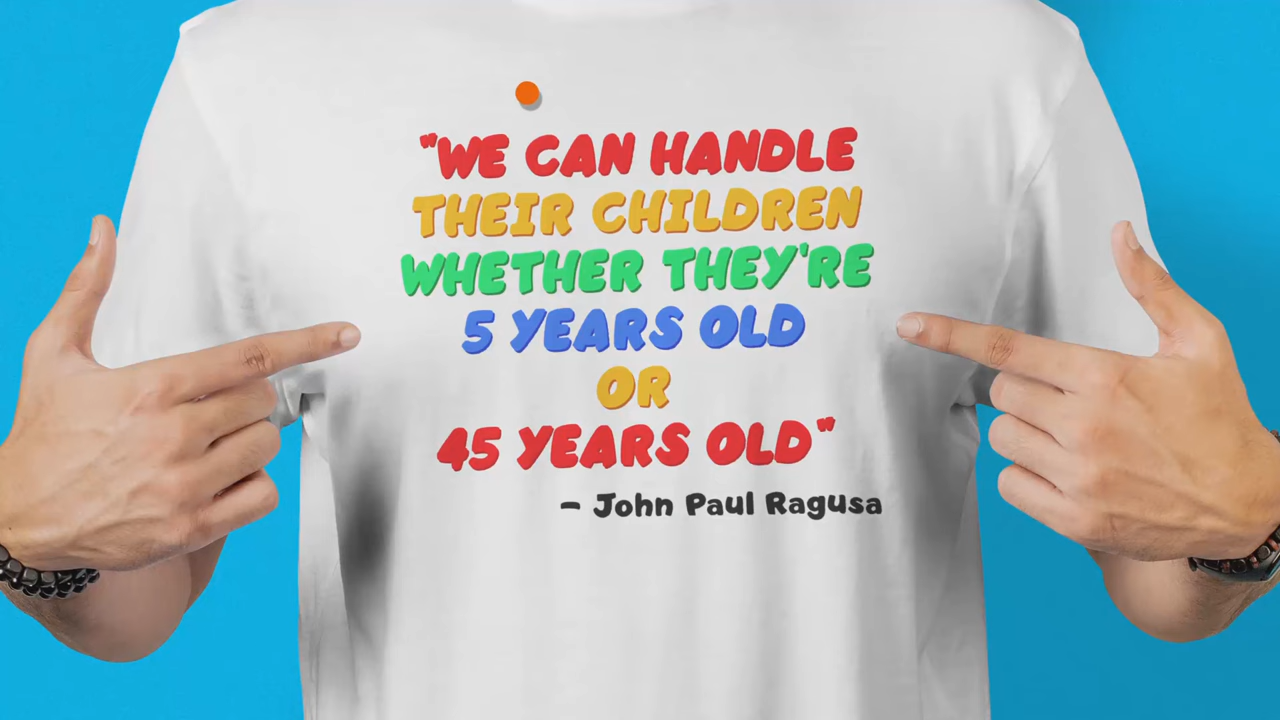 "WE CAN HANDLE
THEIR CHILDREN
WHETHER THEY'RE
5 YEARS OLD
OR
45 YEARS OLD"
– John Paul Ragusa